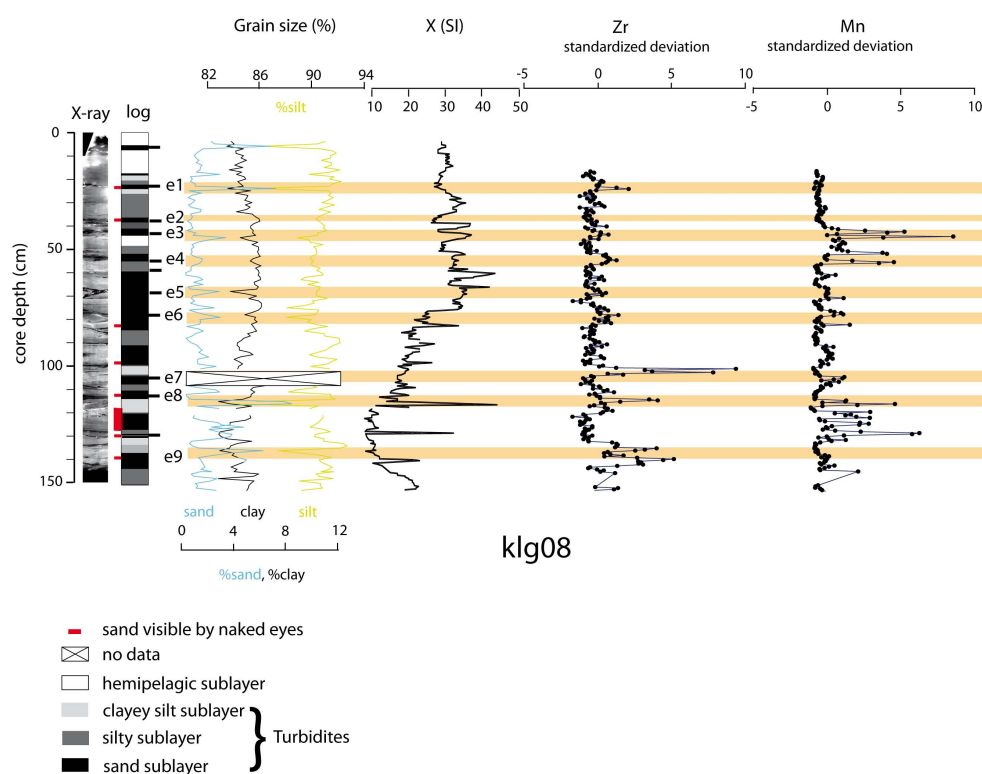 Grain size (%)
X (SI)
Zr
standardized deviation
Mn
standardized deviation
82 86 90 94
%silt
10 20 30 40 50
-5 0 5 10
-5 0 5 10
X-ray log
core depth (cm)
0
50
100
150
e1
e2
e3
e4
e5
e6
e7
e8
e9
sand clay silt
0 4 8 12
%sand, %clay
klg08
sand visible by naked eyes
no data
hemipelagic sublayer
clayey silt sublayer
silty sublayer
sand sublayer
Turbidites